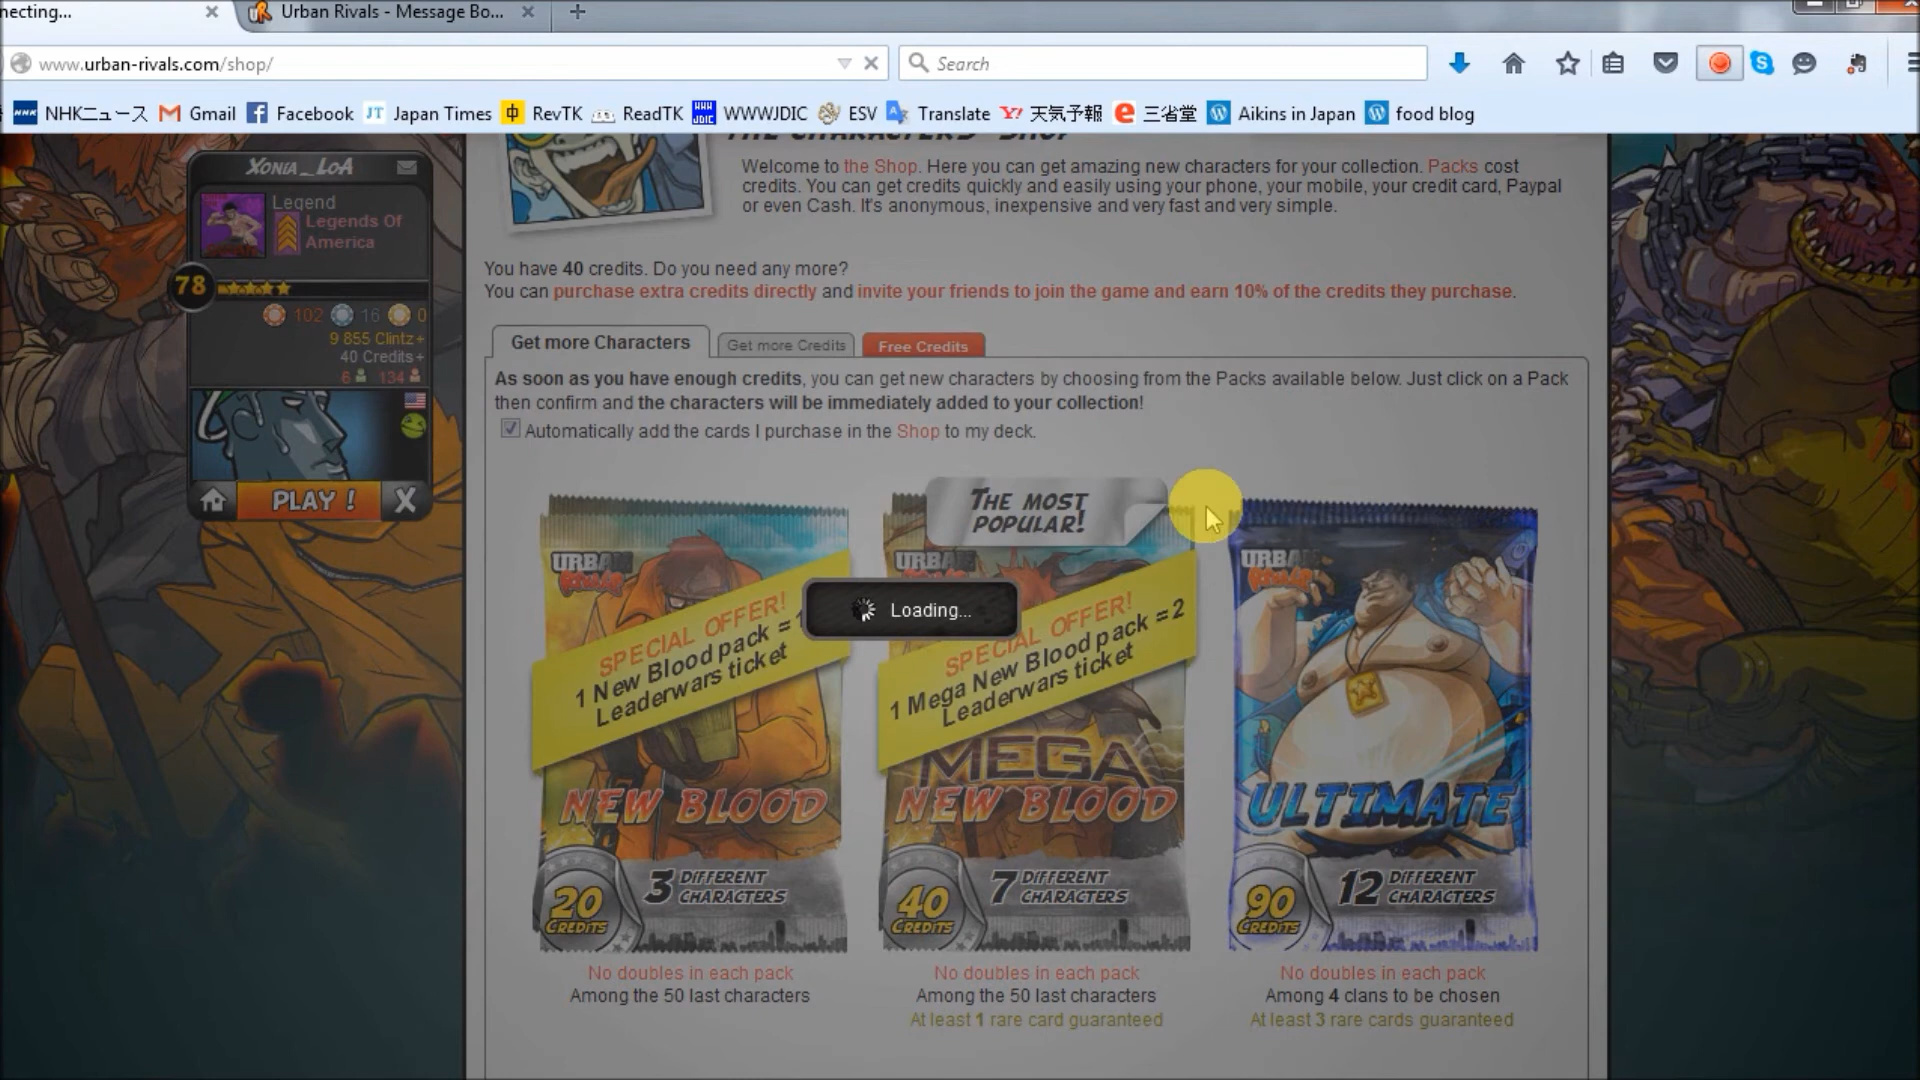 necting...
Urban Rivals - Message Bo...
www.urban-rivals.com/shop/
Search
NHKニュース
Gmail
Facebook
JT Japan Times
中 RevTK
ReadTK
WWWJDIC
ESV
Translate
天気予報
三省堂
Aikins in Japan
food blog
XONIA_LOA
Legend
Legends Of
America
78
102 16 0
9 855 Clintz+
40 Credits+
6 134
PLAY !
X
THE CHARACTERS' SHOP
Welcome to the Shop. Here you can get amazing new characters for your collection. Packs cost
credits. You can get credits quickly and easily using your phone, your mobile, your credit card, Paypal
or even Cash. It's anonymous, inexpensive and very fast and very simple.
You have 40 credits. Do you need any more?
You can purchase extra credits directly and invite your friends to join the game and earn 10% of the credits they purchase.
Get more Characters
Get more Credits
Free Credits
As soon as you have enough credits, you can get new characters by choosing from the Packs available below. Just click on a Pack
then confirm and the characters will be immediately added to your collection!
Automatically add the cards I purchase in the Shop to my deck.
URBAN RIVALS
SPECIAL OFFER!
1 New Blood pack = 1
Leaderwars ticket
NEW BLOOD
20
CREDITS
3 DIFFERENT
CHARACTERS
No doubles in each pack
Among the 50 last characters
THE MOST
POPULAR!
URBAN RIVALS
SPECIAL OFFER!
1 Mega New Blood pack = 2
Leaderwars ticket
MEGA
NEW BLOOD
40
CREDITS
7 DIFFERENT
CHARACTERS
No doubles in each pack
Among the 50 last characters
At least 1 rare card guaranteed
URBAN RIVALS
ULTIMATE
90
CREDITS
12 DIFFERENT
CHARACTERS
No doubles in each pack
Among 4 clans to be chosen
At least 3 rare cards guaranteed
Loading...